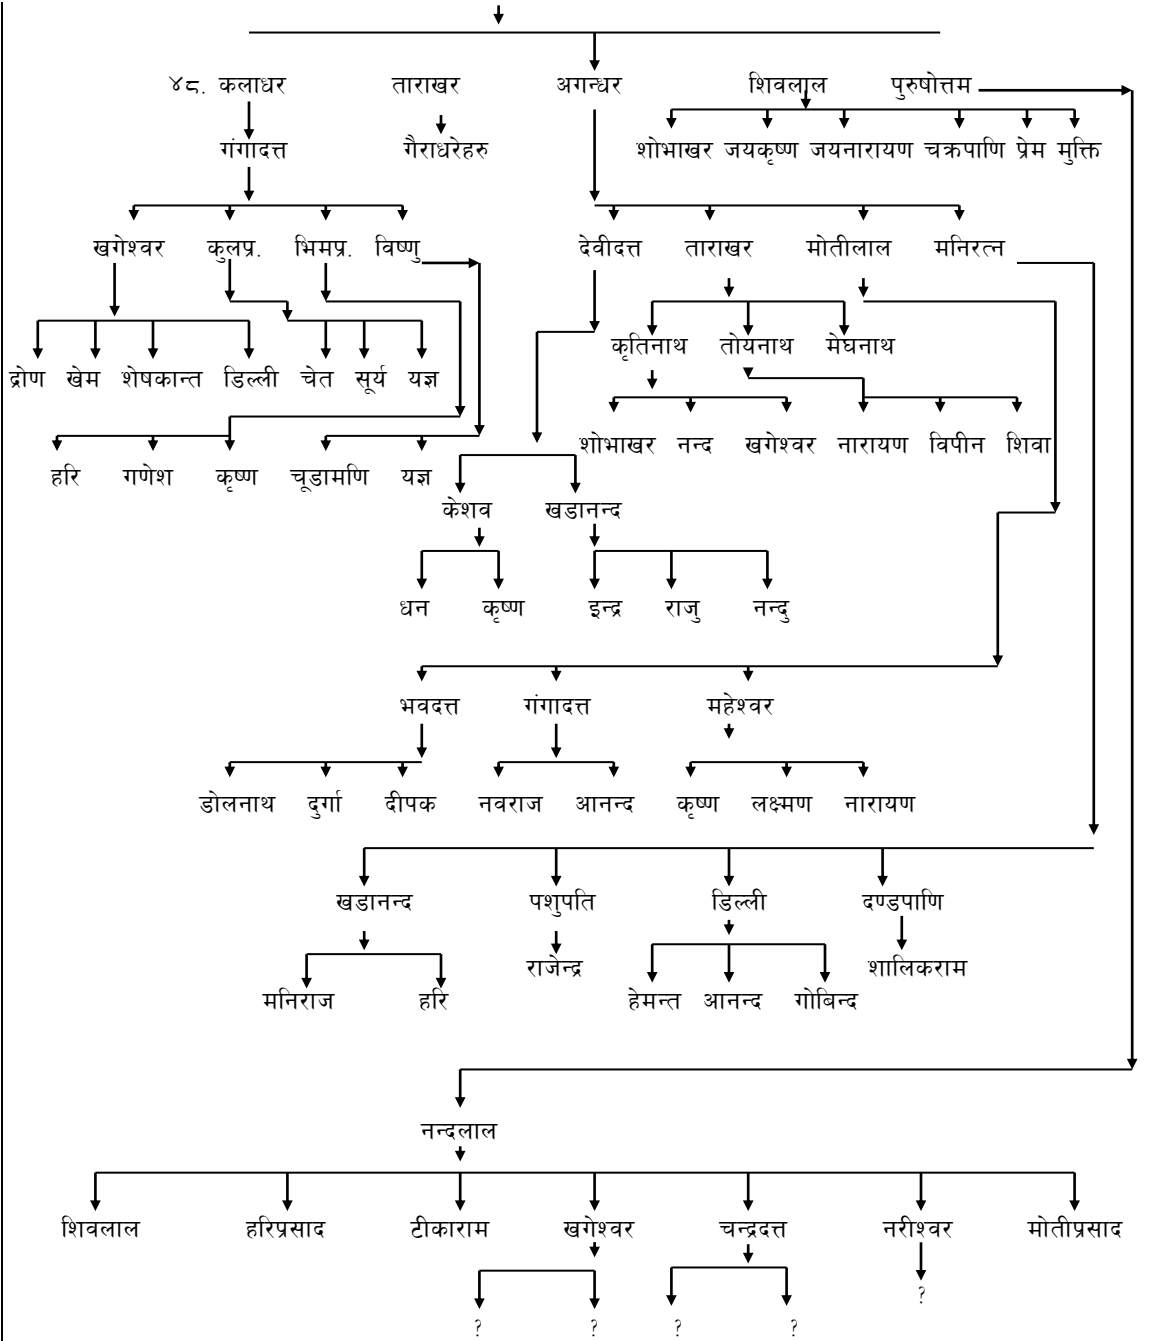 ४८. कलाधर ताराखर अगन्धर शिवलाल पुरुषोत्तम
गंगादत्त गैराधरेहरु शोभाखर जयकृष्ण जयनारायण चक्रपाणि प्रेम मुक्ति
खगेश्वर कुलप्र. भिमप्र. विष्णु देवीदत्त ताराखर मोतीलाल मनिरत्न
कृतिनाथ तोयनाथ मेघनाथ
द्रोण खेम शेषकान्त डिल्ली चेत सूर्य यज्ञ
शोभाखर नन्द खगेश्वर नारायण विपीन शिवा
हरि गणेश कृष्ण चूडामणि यज्ञ
केशव खडानन्द
धन कृष्ण इन्द्र राजु नन्दु
भवदत्त गंगादत्त महेश्वर
डोलनाथ दुर्गा दीपक नवराज आनन्द कृष्ण लक्ष्मण नारायण
खडानन्द पशुपति डिल्ली दण्डपाणि
राजेन्द्र शालिकराम
मनिराज हरि हेमन्त आनन्द गोबिन्द
नन्दलाल
शिवलाल हरिप्रसाद टीकाराम खगेश्वर चन्द्रदत्त नरीश्वर मोतीप्रसाद
?
? ? ? ?